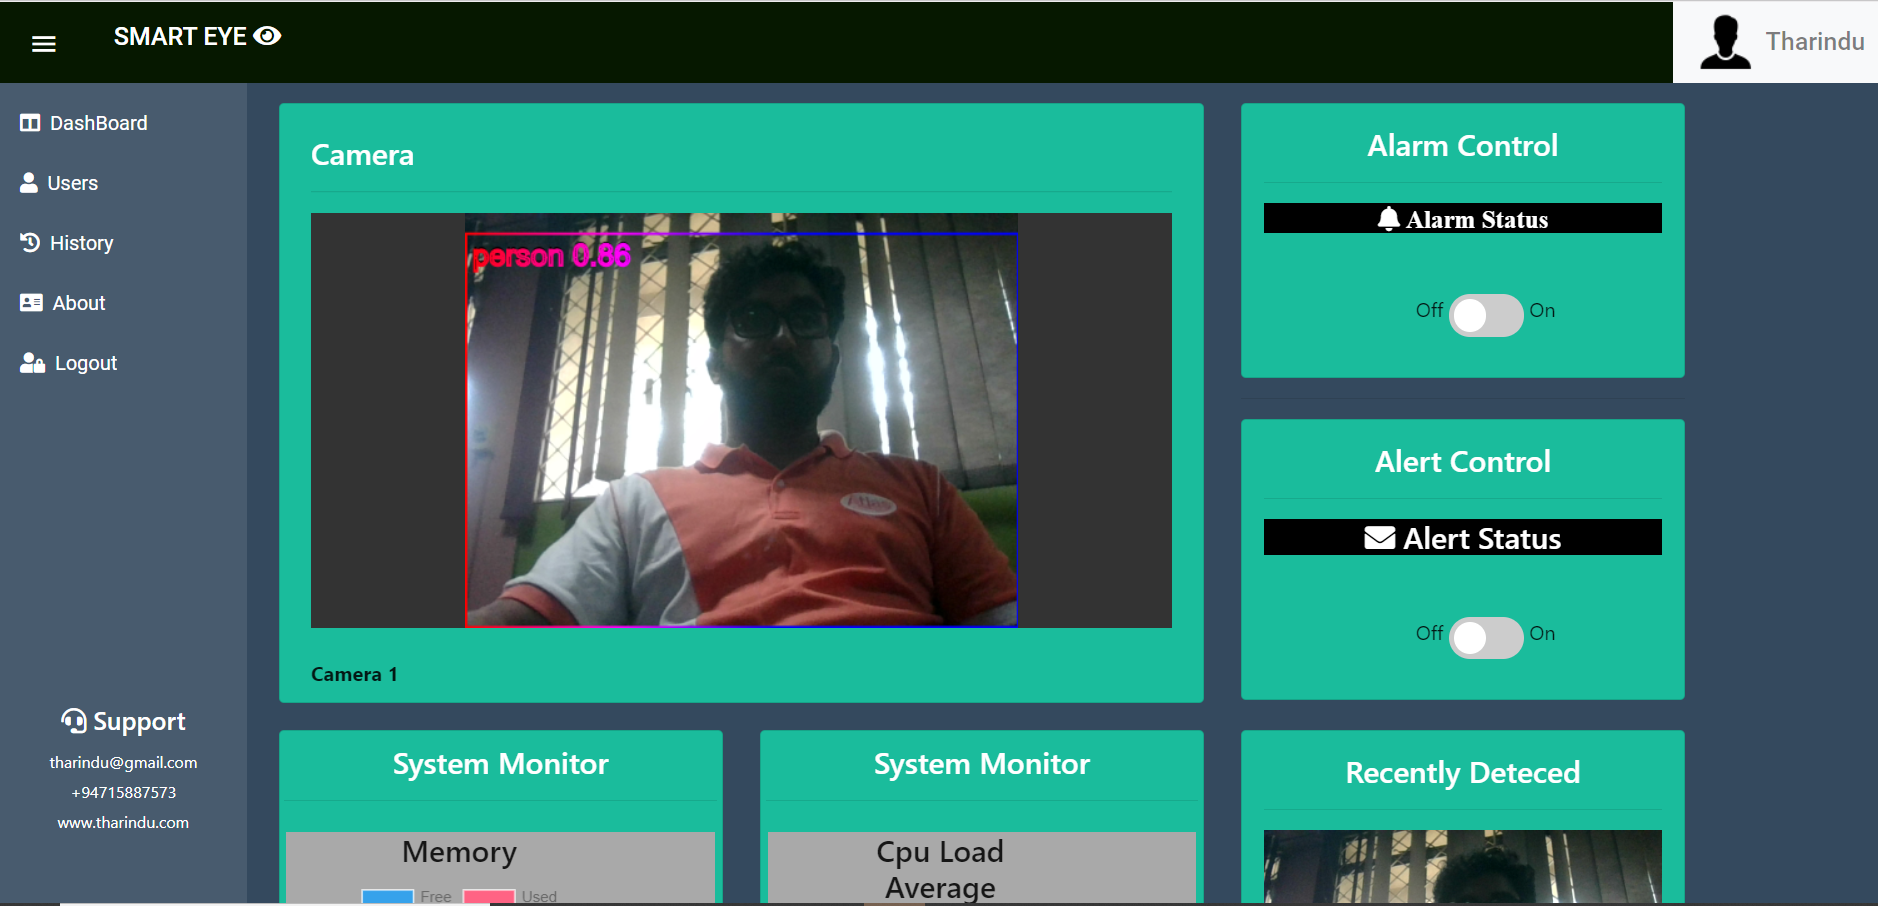 SMART EYE
Tharindu
DashBoard
Users
History
About
Logout
Support
tharindu@gmail.com
+94715887573
www.tharindu.com
Camera
person 0.86
Atlas
Camera 1
Alarm Control
Alarm Status
Off On
Alert Control
Alert Status
Off On
System Monitor
Memory
Free Used
System Monitor
Cpu Load
Average
Recently Deteced